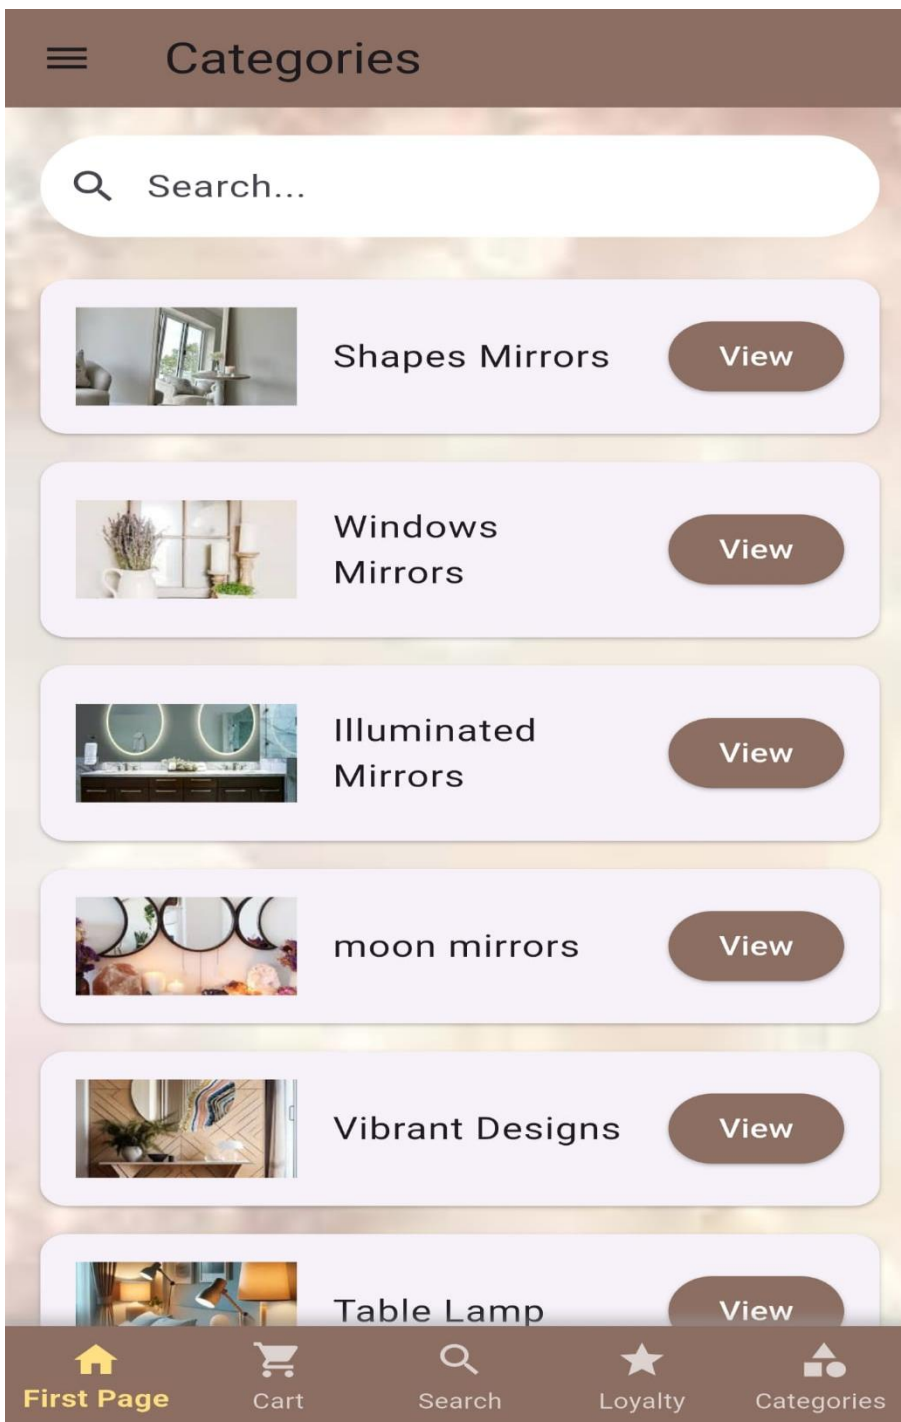 Categories
Search...
Shapes Mirrors
View
Windows
Mirrors
View
Illuminated
Mirrors
View
moon mirrors
View
Vibrant Designs
View
Table Lamp
View
First Page
Cart
Search
Loyalty
Categories